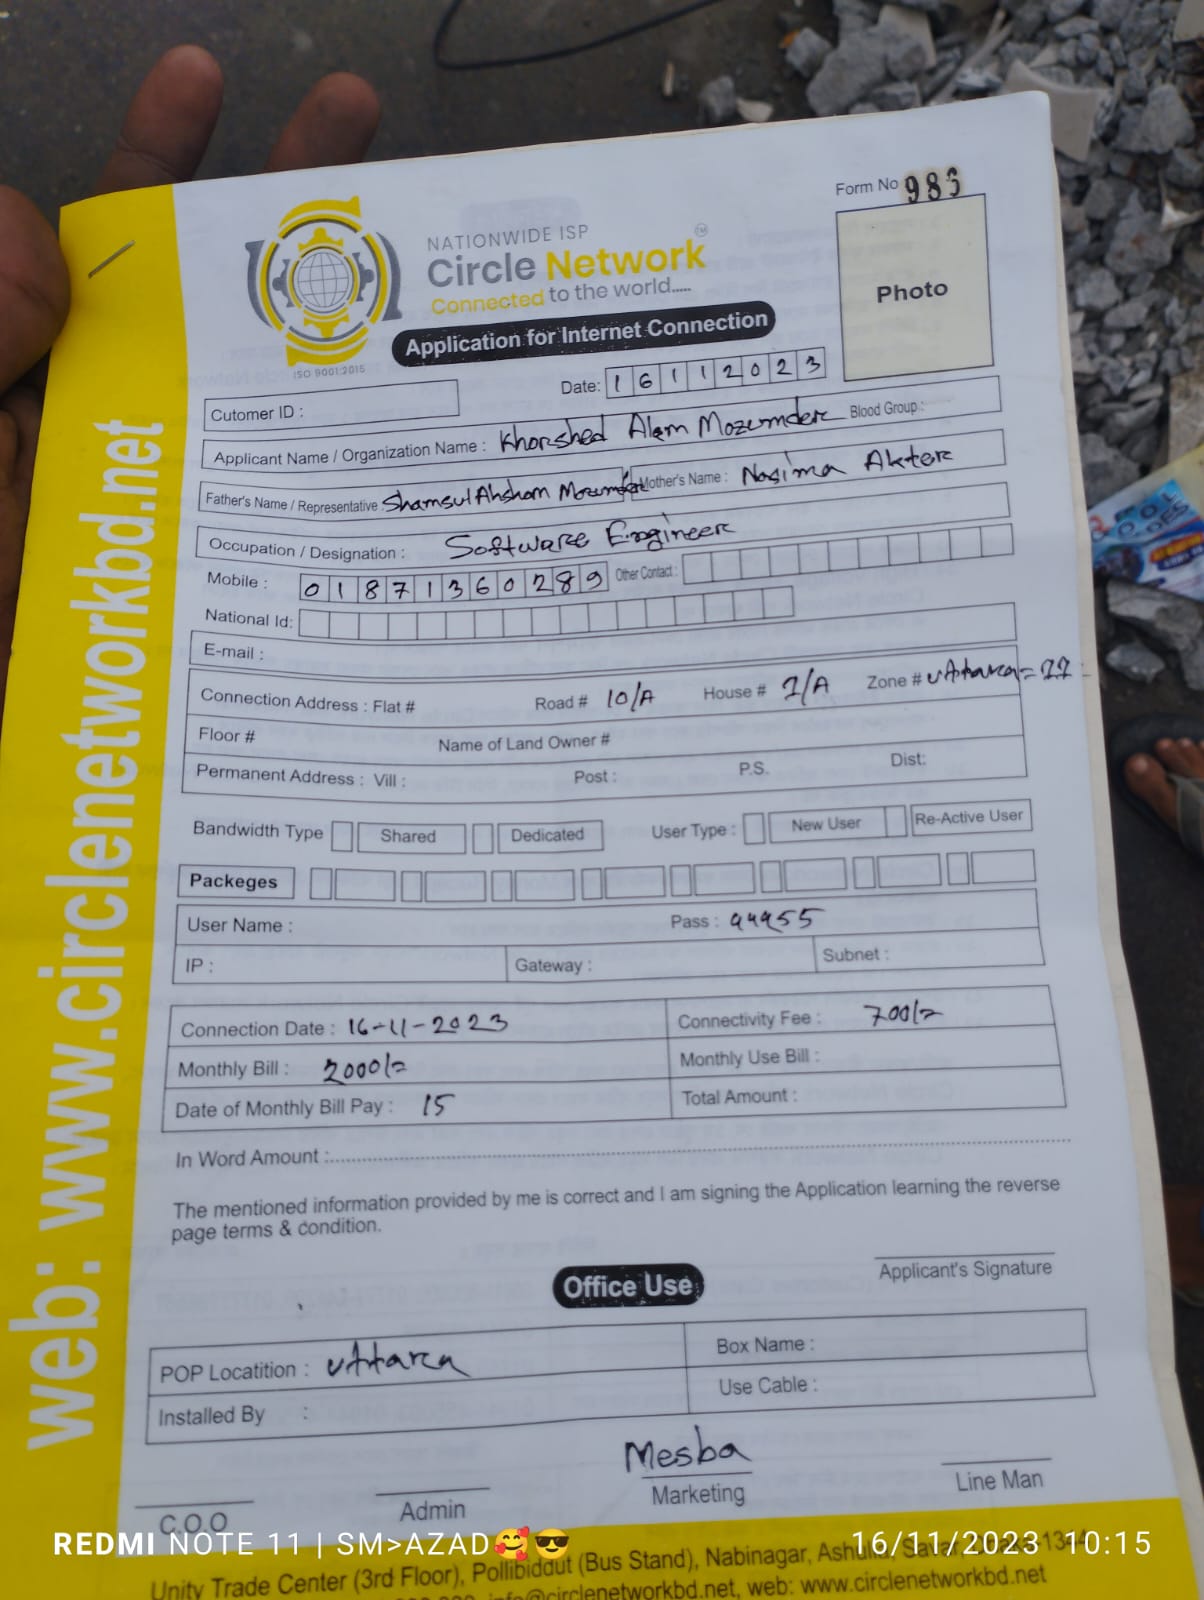 Form No 983
NATIONWIDE ISP
Circle Network TM
Connected to the world.....
ISO 9001:2015
Application for Internet Connection
Photo
Date: 16112023
Cutomer ID :
Applicant Name / Organization Name : Khorshed Alam Mozumder Blood Group:
Father's Name / Representative : Shamsul Ahsham Mozumder Mother's Name : Nasima Akter
Occupation / Designation : Software Engineer
Mobile : 01871360289 Other Contact :
National Id:
E-mail :
Connection Address : Flat # Road # 10/A House # 1/A Zone # uttara=11
Floor # Name of Land Owner #
Permanent Address : Vill : Post : P.S. Dist:
Bandwidth Type Shared Dedicated User Type : New User Re-Active User
Packeges
User Name : Pass : 44455
IP : Gateway : Subnet :
Connection Date : 16-11-2023 Connectivity Fee : 700/=
Monthly Bill : 2000/= Monthly Use Bill :
Date of Monthly Bill Pay : 15 Total Amount :
In Word Amount :
The mentioned information provided by me is correct and I am signing the Application learning the reverse
page terms & condition.
Applicant's Signature
Office Use
POP Locatition : uttara Box Name :
Installed By : Use Cable :
Mesba
C.O.O Admin Marketing Line Man
web: www.circlenetworkbd.net
REDMI NOTE 11 | SM>AZAD🥰😎 16/11/2023 10:15
Unity Trade Center (3rd Floor), Pollibiddut (Bus Stand), Nabinagar, Ashulia, Savar,
info@circlenetworkbd.net, web: www.circlenetworkbd.net